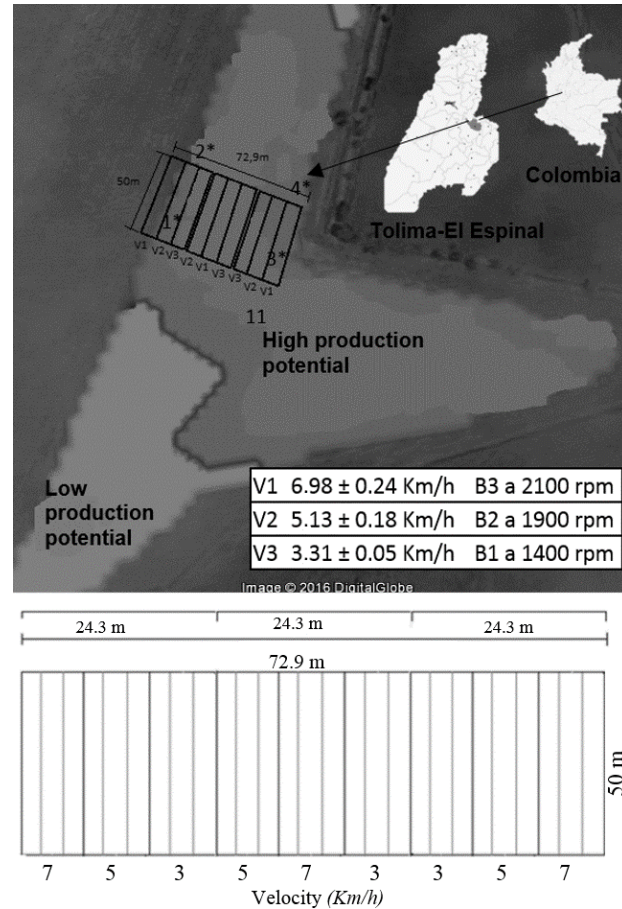 2*
72,9m
50m
4*
1*
3*
V1 V2 V3 V2 V1 V3 V3 V2 V1
Colombia
Tolima-El Espinal
11
High production
potential
Low
production
potential
V1 6.98 ± 0.24 Km/h B3 a 2100 rpm
V2 5.13 ± 0.18 Km/h B2 a 1900 rpm
V3 3.31 ± 0.05 Km/h B1 a 1400 rpm
Image © 2016 DigitalGlobe
24.3 m 24.3 m 24.3 m
72.9 m
50 m
7 5 3 5 7 3 3 5 7
Velocity (Km/h)